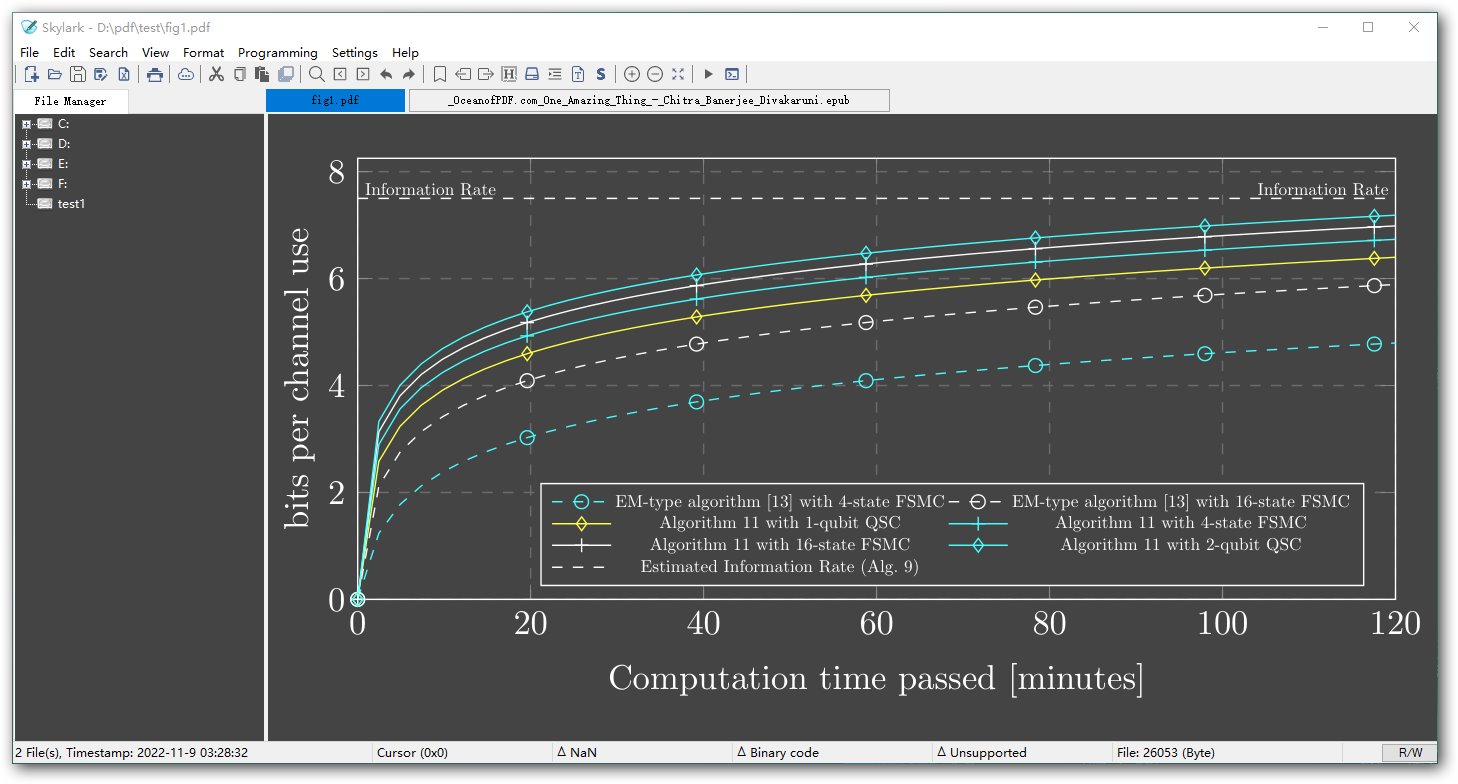 Skylark - D:\pdf\test\fig1.pdf
File Edit Search View Format Programming Settings Help
File Manager
fig1.pdf
_OceanofPDF.com_One_Amazing_Thing_-_Chitra_Banerjee_Divakaruni.epub
C:
D:
E:
F:
test1
8
6
4
2
0
bits per channel use
Information Rate
Information Rate
EM-type algorithm [13] with 4-state FSMC
EM-type algorithm [13] with 16-state FSMC
Algorithm 11 with 1-qubit QSC
Algorithm 11 with 4-state FSMC
Algorithm 11 with 16-state FSMC
Algorithm 11 with 2-qubit QSC
Estimated Information Rate (Alg. 9)
0 20 40 60 80 100 120
Computation time passed [minutes]
2 File(s), Timestamp: 2022-11-9 03:28:32
Cursor (0x0)
Δ NaN
Δ Binary code
Δ Unsupported
File: 26053 (Byte)
R/W